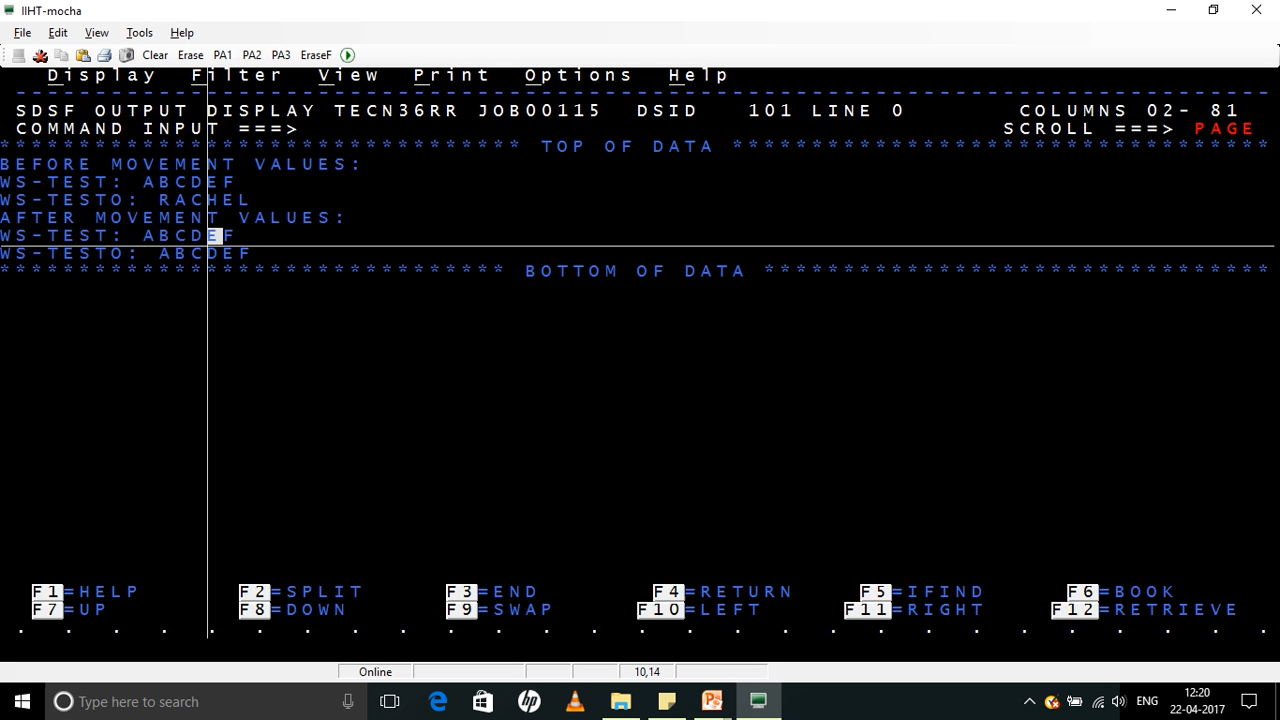 IIHT-mocha
File Edit View Tools Help
Clear Erase PA1 PA2 PA3 EraseF
Display Filter View Print Options Help
- - - - - - - - - - - - - - - - - - - - - - - - - - - - - - - - - - - - - - - - - - - - - - - - - - - - - - - - - - - - - - - - - - - - - - - - - - - - - - -
SDSF OUTPUT DISPLAY TECN36RR JOB00115 DSID 101 LINE 0 COLUMNS 02- 81
COMMAND INPUT ===> SCROLL ===> PAGE
********************************* TOP OF DATA **********************************
BEFORE MOVEMENT VALUES:
WS-TEST: ABCDEF
WS-TESTO: RACHEL
AFTER MOVEMENT VALUES:
WS-TEST: ABCDEF
WS-TESTO: ABCDEF
******************************** BOTTOM OF DATA ********************************
F1=HELP F2=SPLIT F3=END F4=RETURN F5=IFIND F6=BOOK
F7=UP F8=DOWN F9=SWAP F10=LEFT F11=RIGHT F12=RETRIEVE
Online 10,14
Type here to search ENG 12:20
22-04-2017